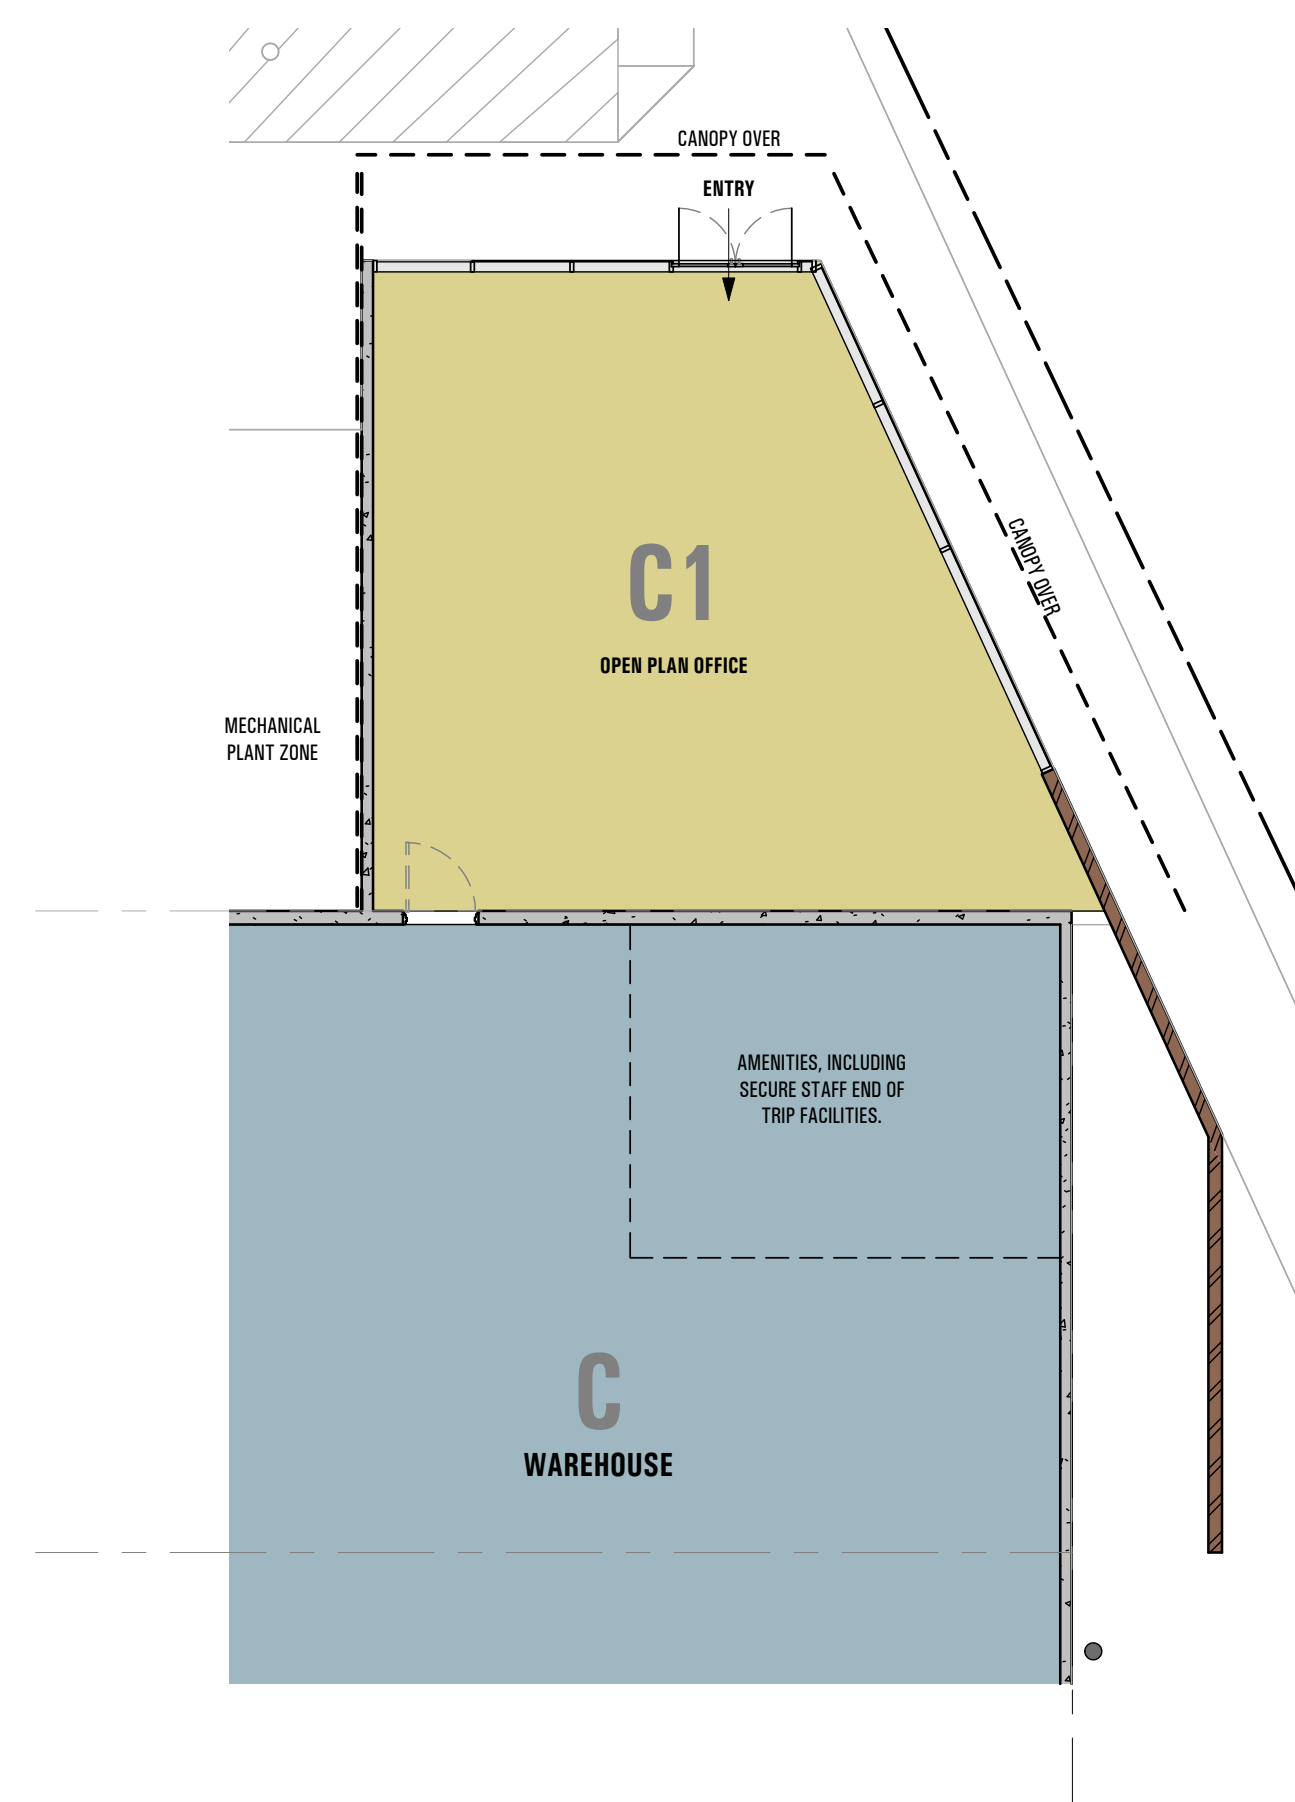 CANOPY OVER
ENTRY
CANOPY OVER
C1
OPEN PLAN OFFICE
MECHANICAL
PLANT ZONE
AMENITIES, INCLUDING
SECURE STAFF END OF
TRIP FACILITIES.
C
WAREHOUSE